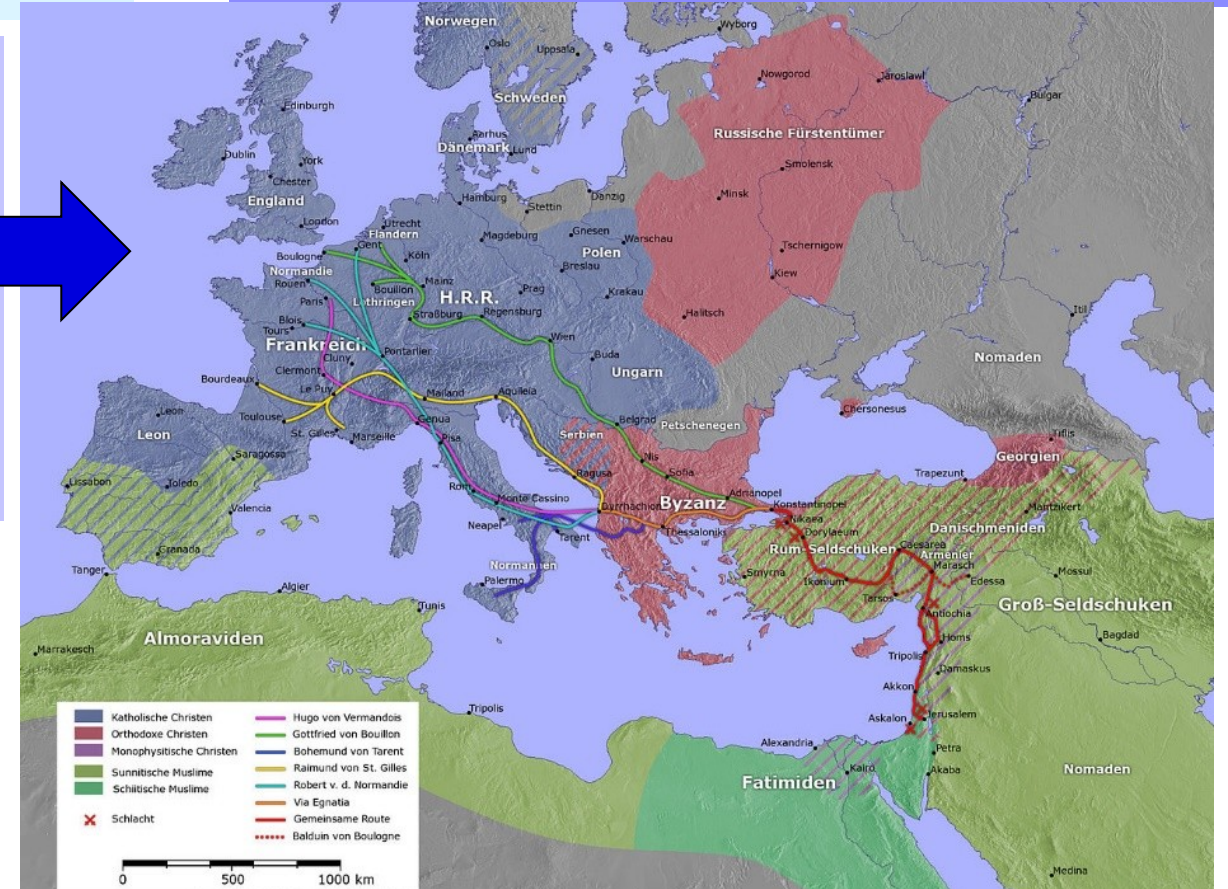 Norwegen
Wyborg
Oslo
Uppsala
Nowgorod
Jaroslawl
Schweden
Bulgar
Edinburgh
Russische Fürstentümer
Aarhus
Dänemark
Lund
Dublin
York
Smolensk
Chester
Minsk
England
Hamburg
Danzig
Stettin
London
Utrecht
Flandern
Magdeburg
Gnesen
Warschau
Gent
Polen
Tschernigow
Boulogne
Köln
Breslau
Normandie
Kiew
Rouen
Bouillon
Mainz
Prag
Krakau
Paris
Lothringen
H.R.R.
Itil
Straßburg
Regensburg
Halitsch
Blois
Tours
Wien
Frankreich
Pontarlier
Buda
Nomaden
Cluny
Clermont
Ungarn
Bourdeaux
Le Puy
Mailand
Aquileia
Chersonesus
Leon
Toulouse
Genua
Belgrad
Petschenegen
Leon
St. Gilles
Marseille
Pisa
Serbien
Tiflis
Saragossa
Nis
Georgien
Lissabon
Toledo
Ragusa
Sofia
Trapezunt
Rom
Monte Cassino
Adrianopel
Valencia
Byzanz
Konstantinopel
Mantzikert
Neapel
Dyrrhachion
Nikaea
Danischmeniden
Tarent
Thessaloniki
Dorylaeum
Granada
Rum-Seldschuken
Caesarea
Armenier
Normannen
Marasch
Tanger
Smyrna
Mossul
Algier
Palermo
Ikonium
Edessa
Tunis
Tarsos
Groß-Seldschuken
Antiochia
Almoraviden
Homs
Bagdad
Marrakesch
Tripolis
Damaskus
Akkon
Tripolis
Askalon
Jerusalem
Alexandria
Petra
Kairo
Akaba
Nomaden
Fatimiden
Medina
Katholische Christen
Orthodoxe Christen
Monophysitische Christen
Sunnitische Muslime
Schiitische Muslime
Schlacht
Hugo von Vermandois
Gottfried von Bouillon
Bohemund von Tarent
Raimund von St. Gilles
Robert v. d. Normandie
Via Egnatia
Gemeinsame Route
Balduin von Boulogne
0 500 1000 km